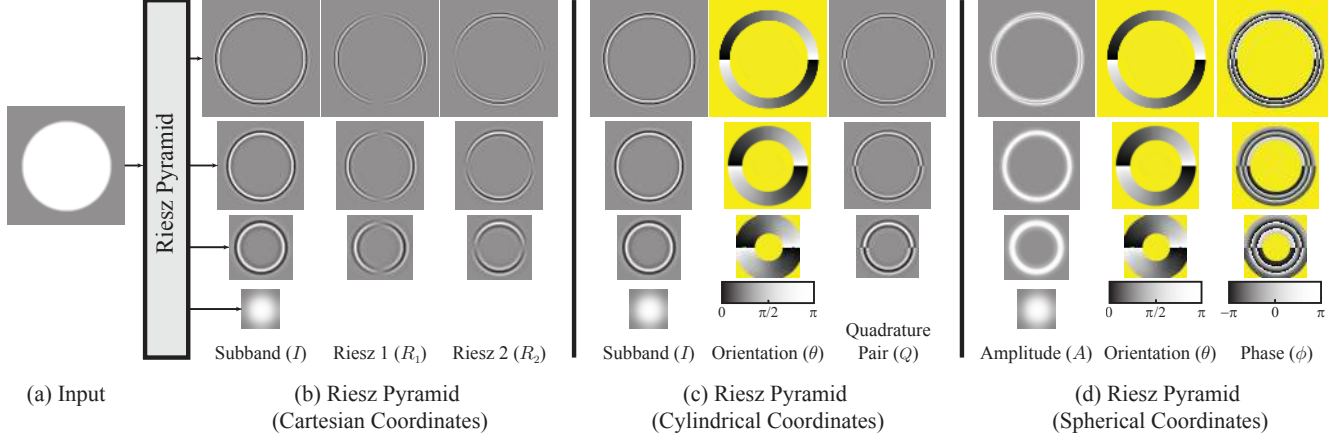 Riesz Pyramid
0 π/2 π
0 π/2 π
−π 0 π
Subband (I)
Riesz 1 (R₁)
Riesz 2 (R₂)
Subband (I)
Orientation (θ)
Quadrature
Pair (Q)
Amplitude (A)
Orientation (θ)
Phase (ϕ)
(a) Input
(b) Riesz Pyramid
(Cartesian Coordinates)
(c) Riesz Pyramid
(Cylindrical Coordinates)
(d) Riesz Pyramid
(Spherical Coordinates)